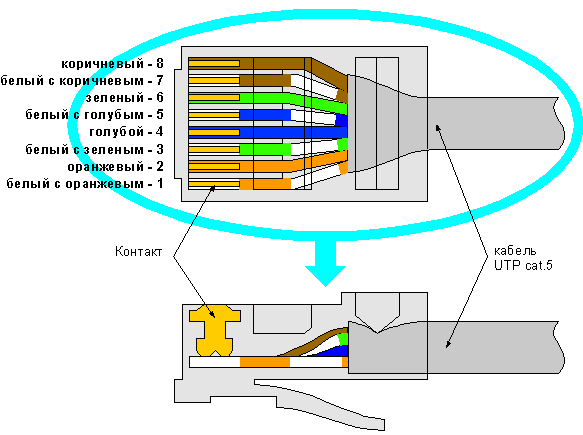 коричневый - 8
белый с коричневым - 7
зеленый - 6
белый с голубым - 5
голубой - 4
белый с зеленым - 3
оранжевый - 2
белый с оранжевым - 1
Контакт
кабель
UTP cat.5